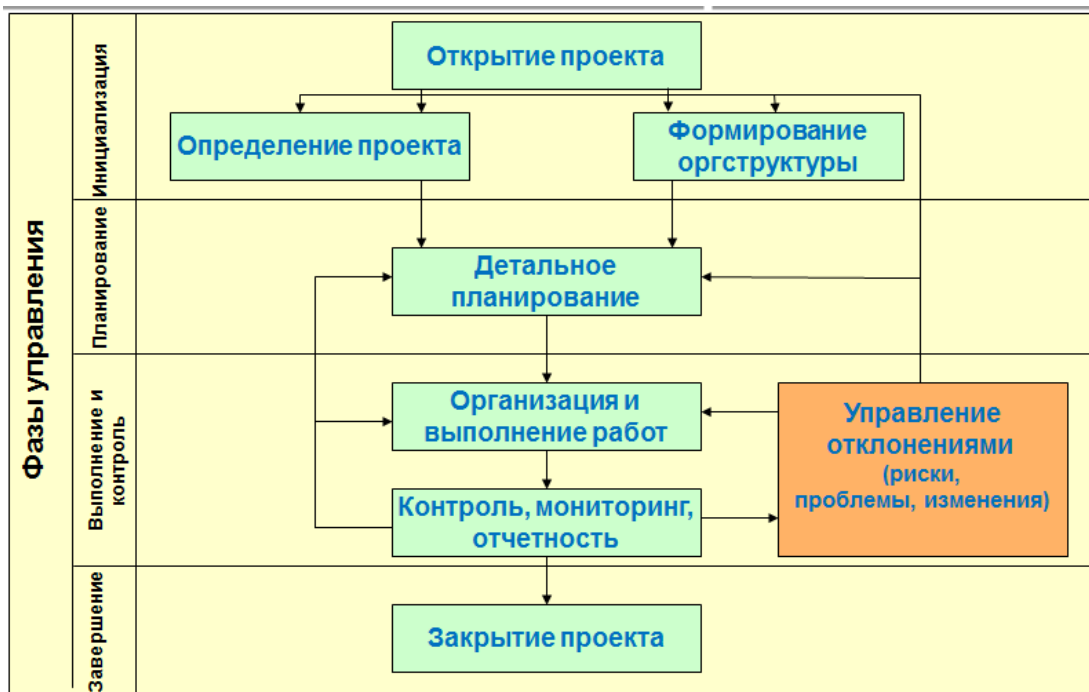 Фазы управления
Инициализация
Открытие проекта
Определение проекта
Формирование
оргструктуры
Планирование
Детальное
планирование
Выполнение и
контроль
Организация и
выполнение работ
Управление
отклонениями
(риски,
проблемы, изменения)
Контроль, мониторинг,
отчетность
Завершение
Закрытие проекта